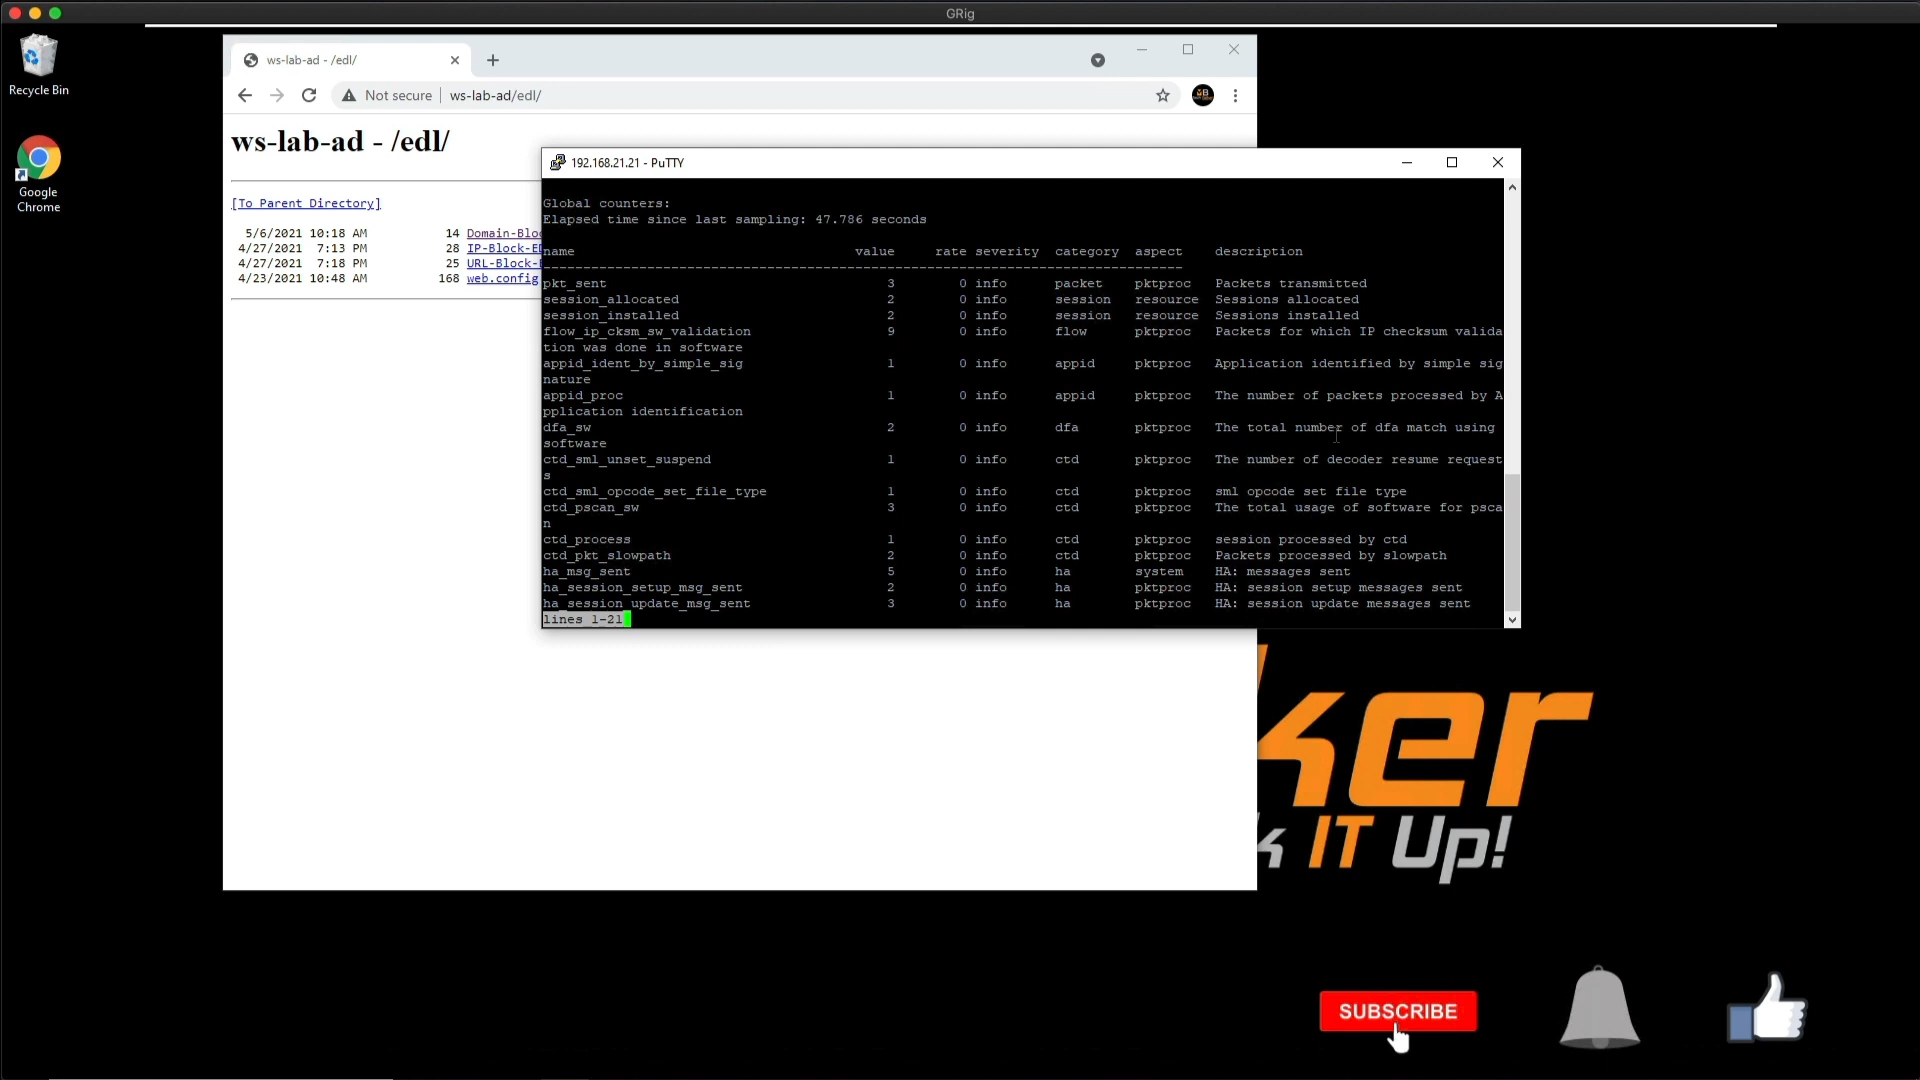 GRig
Recycle Bin
Google
Chrome
ws-lab-ad - /edl/
Not secure ws-lab-ad/edl/
ws-lab-ad - /edl/
[To Parent Directory]
5/6/2021 10:18 AM 14 Domain-Bloc
4/27/2021 7:13 PM 28 IP-Block-ED
4/27/2021 7:18 PM 25 URL-Block-
4/23/2021 10:48 AM 168 web.config
192.168.21.21 - PuTTY
Global counters:
Elapsed time since last sampling: 47.786 seconds
name value rate severity category aspect description
--------------------------------------------------------------------------------
pkt_sent 3 0 info packet pktproc Packets transmitted
session_allocated 2 0 info session resource Sessions allocated
session_installed 2 0 info session resource Sessions installed
flow_ip_cksm_sw_validation 9 0 info flow pktproc Packets for which IP checksum valida
tion was done in software
appid_ident_by_simple_sig 1 0 info appid pktproc Application identified by simple sig
nature
appid_proc 1 0 info appid pktproc The number of packets processed by A
pplication identification
dfa_sw 2 0 info dfa pktproc The total number of dfa match using
software
ctd_sml_unset_suspend 1 0 info ctd pktproc The number of decoder resume request
s
ctd_sml_opcode_set_file_type 1 0 info ctd pktproc sml opcode set file type
ctd_pscan_sw 3 0 info ctd pktproc The total usage of software for psca
n
ctd_process 1 0 info ctd pktproc session processed by ctd
ctd_pkt_slowpath 2 0 info ctd pktproc Packets processed by slowpath
ha_msg_sent 5 0 info ha system HA: messages sent
ha_session_setup_msg_sent 2 0 info ha pktproc HA: session setup messages sent
ha_session_update_msg_sent 3 0 info ha pktproc HA: session update messages sent
lines 1-21
ker
k IT Up!
SUBSCRIBE